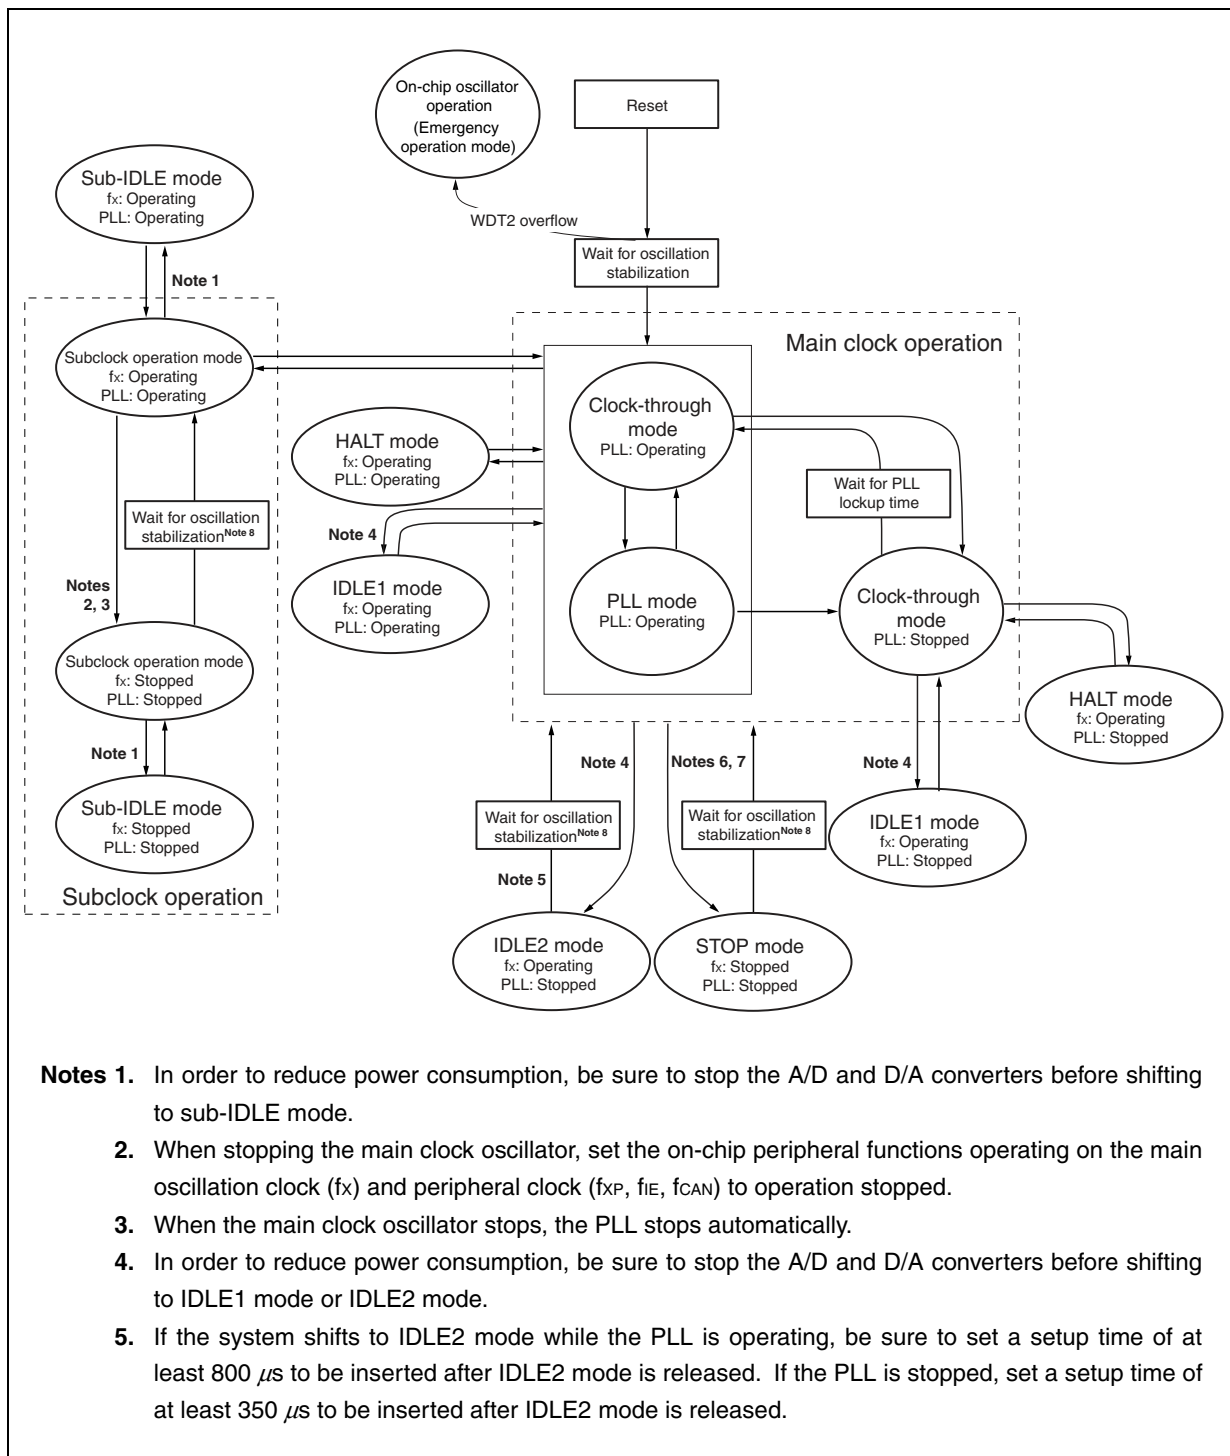 On-chip oscillator
operation
(Emergency
operation mode)
Reset
Sub-IDLE mode
fX: Operating
PLL: Operating
WDT2 overflow
Wait for oscillation
stabilization
Note 1
Main clock operation
Subclock operation mode
fX: Operating
PLL: Operating
Clock-through
mode
PLL: Operating
HALT mode
fX: Operating
PLL: Operating
Wait for PLL
lockup time
Wait for oscillation
stabilizationNote 8
Note 4
Notes
2, 3
IDLE1 mode
fX: Operating
PLL: Operating
PLL mode
PLL: Operating
Clock-through
mode
PLL: Stopped
Subclock operation mode
fX: Stopped
PLL: Stopped
HALT mode
fX: Operating
PLL: Stopped
Note 1
Note 4
Notes 6, 7
Note 4
Sub-IDLE mode
fX: Stopped
PLL: Stopped
Wait for oscillation
stabilizationNote 8
Wait for oscillation
stabilizationNote 8
IDLE1 mode
fX: Operating
PLL: Stopped
Note 5
Subclock operation
IDLE2 mode
fX: Operating
PLL: Stopped
STOP mode
fX: Stopped
PLL: Stopped
Notes 1. In order to reduce power consumption, be sure to stop the A/D and D/A converters before shifting
to sub-IDLE mode.
2. When stopping the main clock oscillator, set the on-chip peripheral functions operating on the main
oscillation clock (fX) and peripheral clock (fXP, fIE, fCAN) to operation stopped.
3. When the main clock oscillator stops, the PLL stops automatically.
4. In order to reduce power consumption, be sure to stop the A/D and D/A converters before shifting
to IDLE1 mode or IDLE2 mode.
5. If the system shifts to IDLE2 mode while the PLL is operating, be sure to set a setup time of at
least 800 μs to be inserted after IDLE2 mode is released. If the PLL is stopped, set a setup time of
at least 350 μs to be inserted after IDLE2 mode is released.